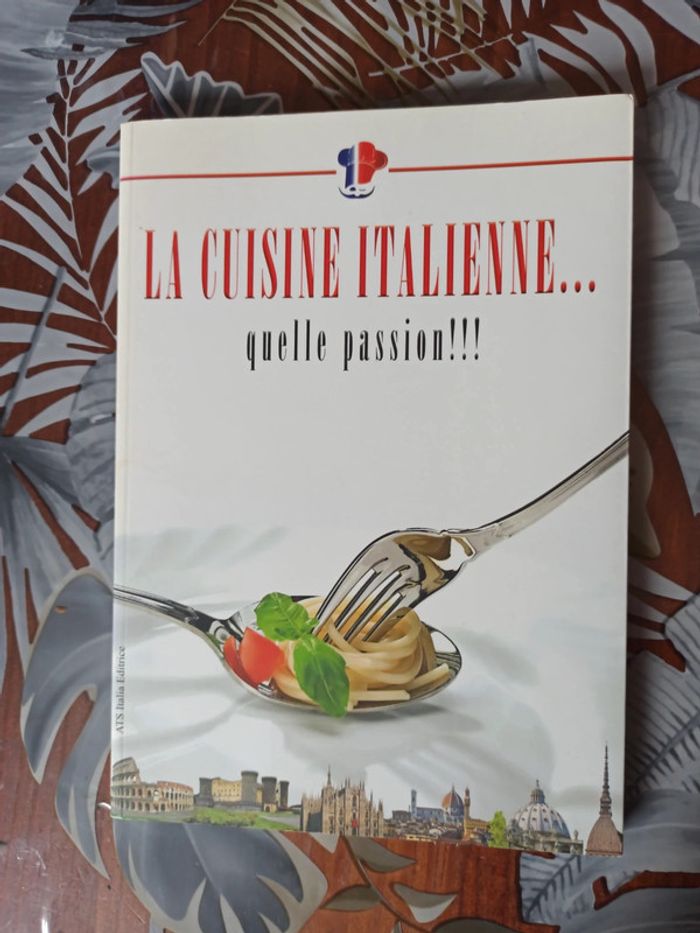 LA CUISINE ITALIENNE...
quelle passion!!!
ATS Italia Editrice